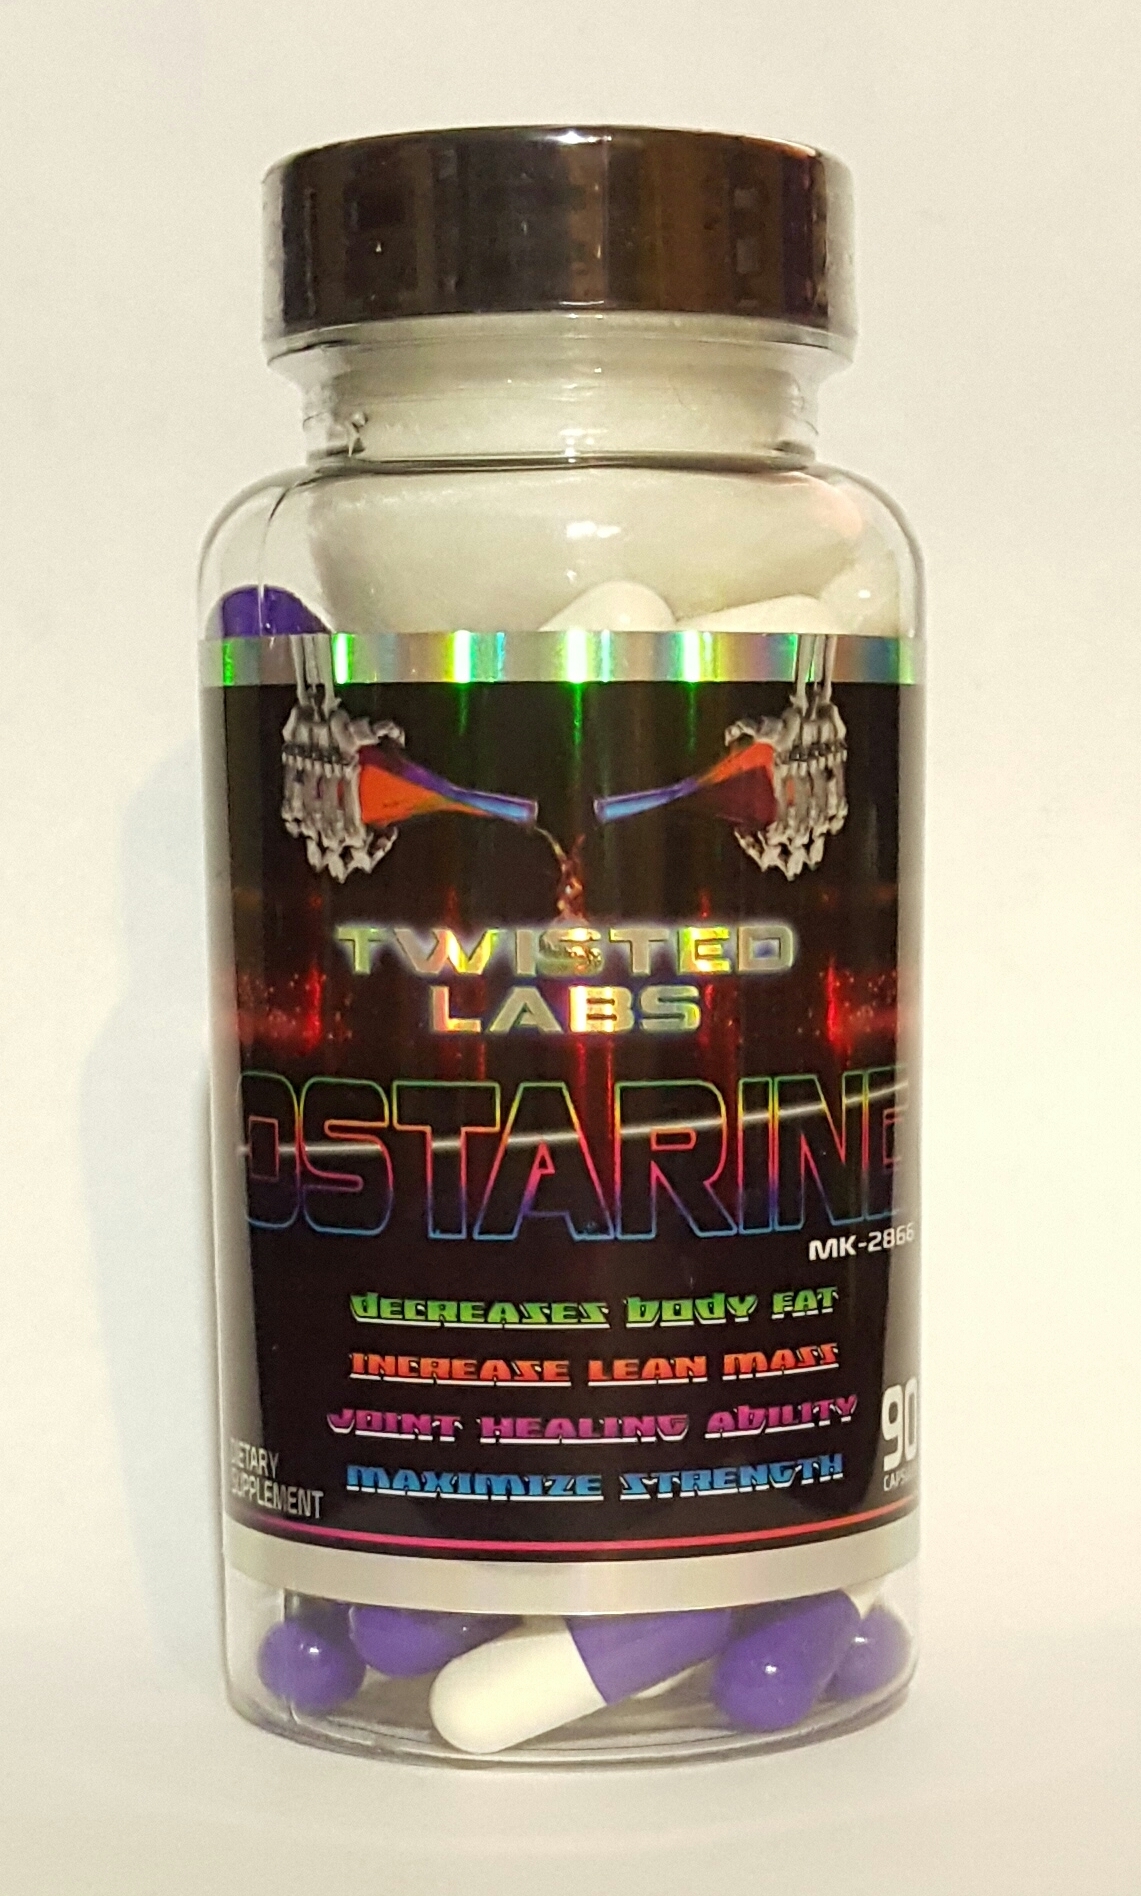 TWISTED
LABS
OSTARINE
MK-2866
DECREASES BODY FAT
INCREASE LEAN MASS
JOINT HEALING ABILITY
MAXIMIZE STRENGTH
DIETARY
SUPPLEMENT
90